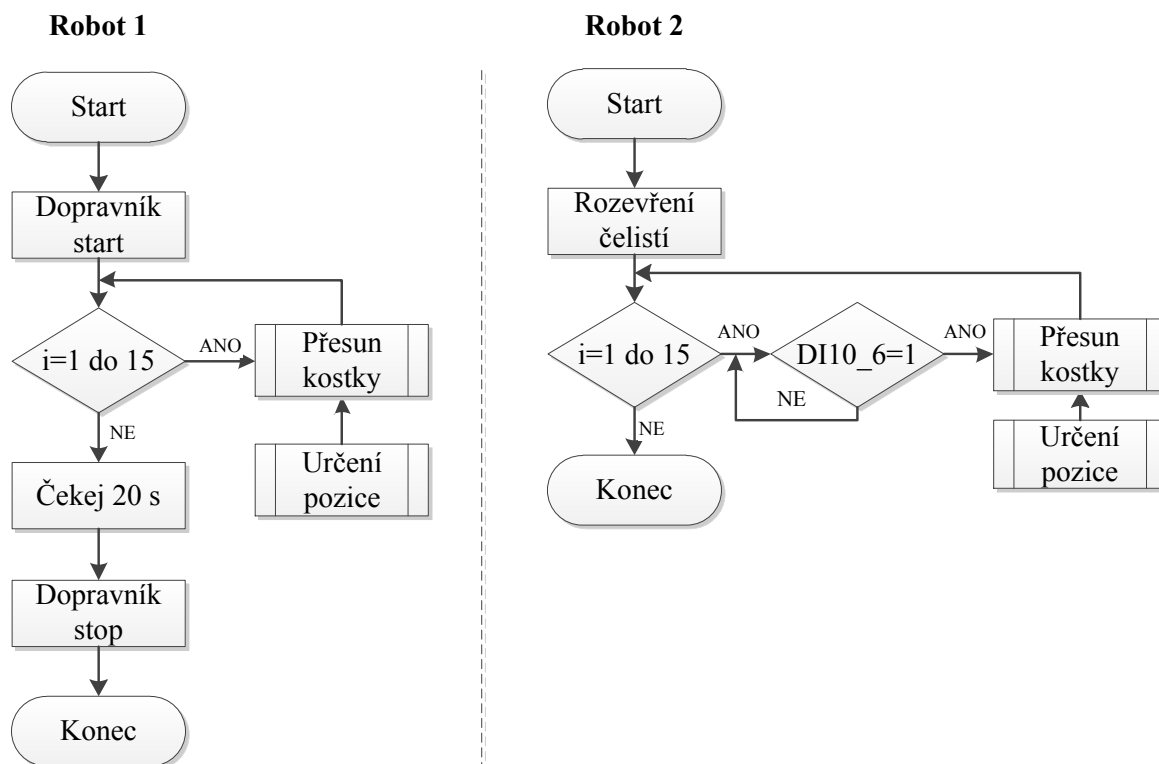 Robot 1
Start
Dopravník
start
i=1 do 15
ANO
Přesun
kostky
Určení
pozice
NE
Čekej 20 s
Dopravník
stop
Konec
Robot 2
Start
Rozevření
čelistí
i=1 do 15
ANO
DI10_6=1
NE
ANO
Přesun
kostky
Určení
pozice
NE
Konec